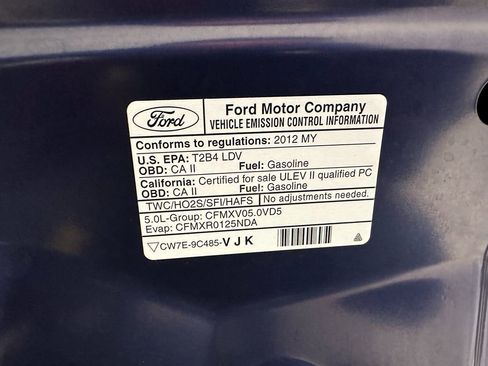 Ford
Ford Motor Company
VEHICLE EMISSION CONTROL INFORMATION
Conforms to regulations: 2012 MY
U.S. EPA: T2B4 LDV
OBD: CA II Fuel: Gasoline
California: Certified for sale ULEV II qualified PC
OBD: CA II Fuel: Gasoline
TWC/HO2S/SFI/HAFS No adjustments needed.
5.0L-Group: CFMXV05.0VD5
Evap: CFMXR0125NDA
CW7E-9C485-VJK